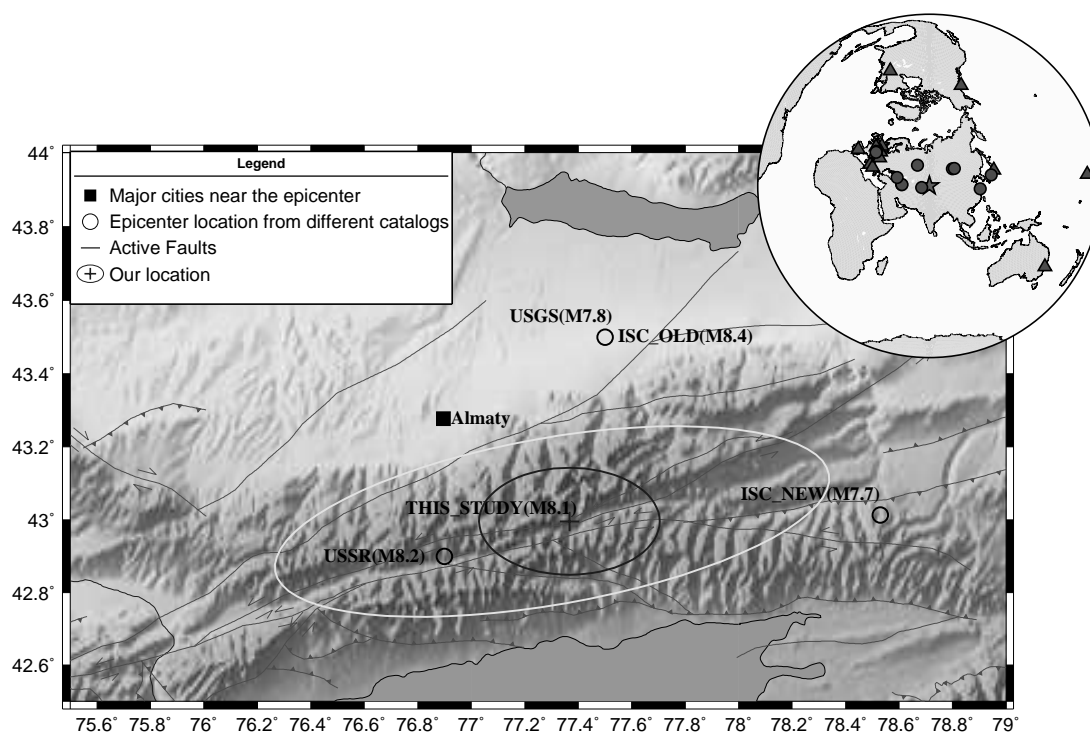 Legend
Major cities near the epicenter
Epicenter location from different catalogs
Active Faults
Our location
44°
43.8°
43.6°
43.4°
43.2°
43°
42.8°
42.6°
USGS(M7.8)
ISC_OLD(M8.4)
Almaty
ISC_NEW(M7.7)
THIS_STUDY(M8.1)
USSR(M8.2)
75.6° 75.8° 76° 76.2° 76.4° 76.6° 76.8° 77° 77.2° 77.4° 77.6° 77.8° 78° 78.2° 78.4° 78.6° 78.8° 79°